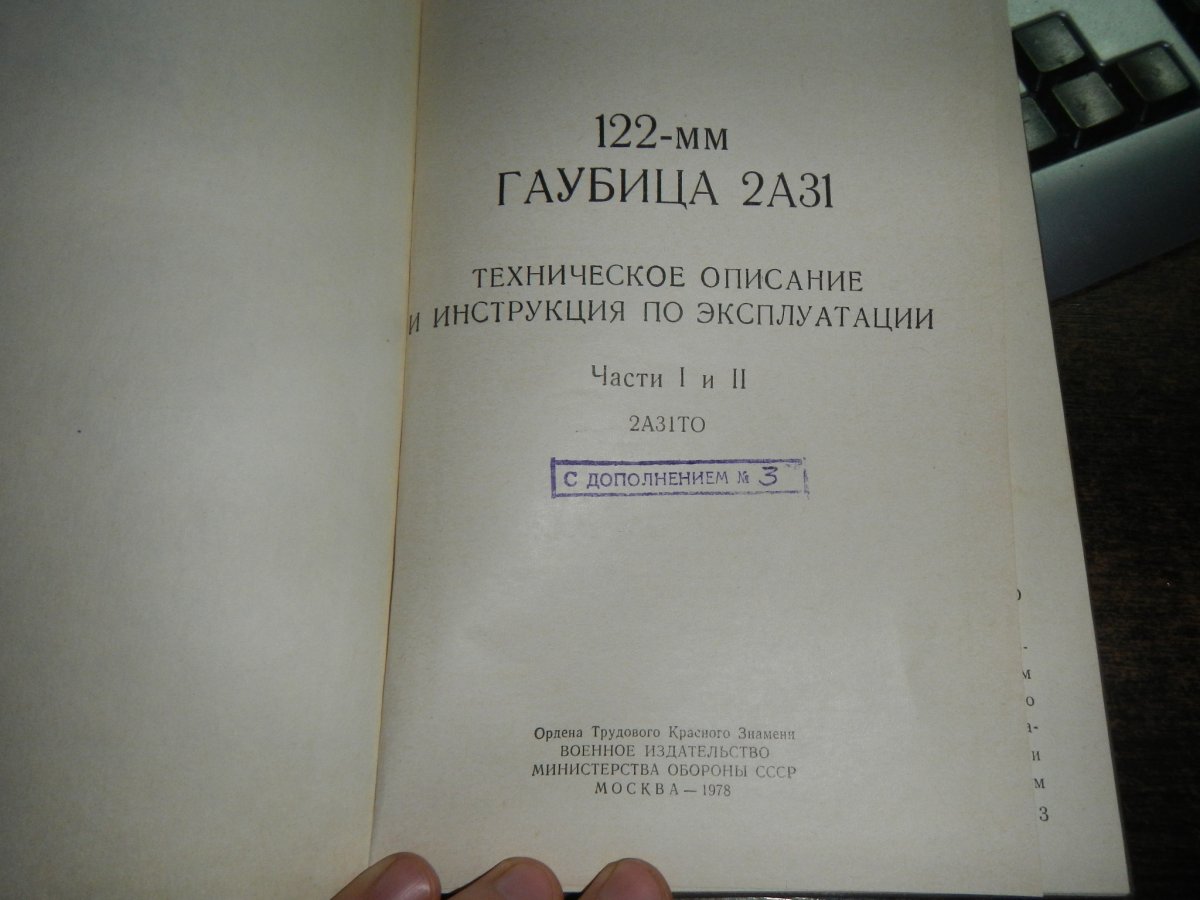 122-мм
ГАУБИЦА 2А31
ТЕХНИЧЕСКОЕ ОПИСАНИЕ
И ИНСТРУКЦИЯ ПО ЭКСПЛУАТАЦИИ
Части I и II
2А31ТО
С ДОПОЛНЕНИЕМ № 3
Ордена Трудового Красного Знамени
ВОЕННОЕ ИЗДАТЕЛЬСТВО
МИНИСТЕРСТВА ОБОРОНЫ СССР
МОСКВА — 1978